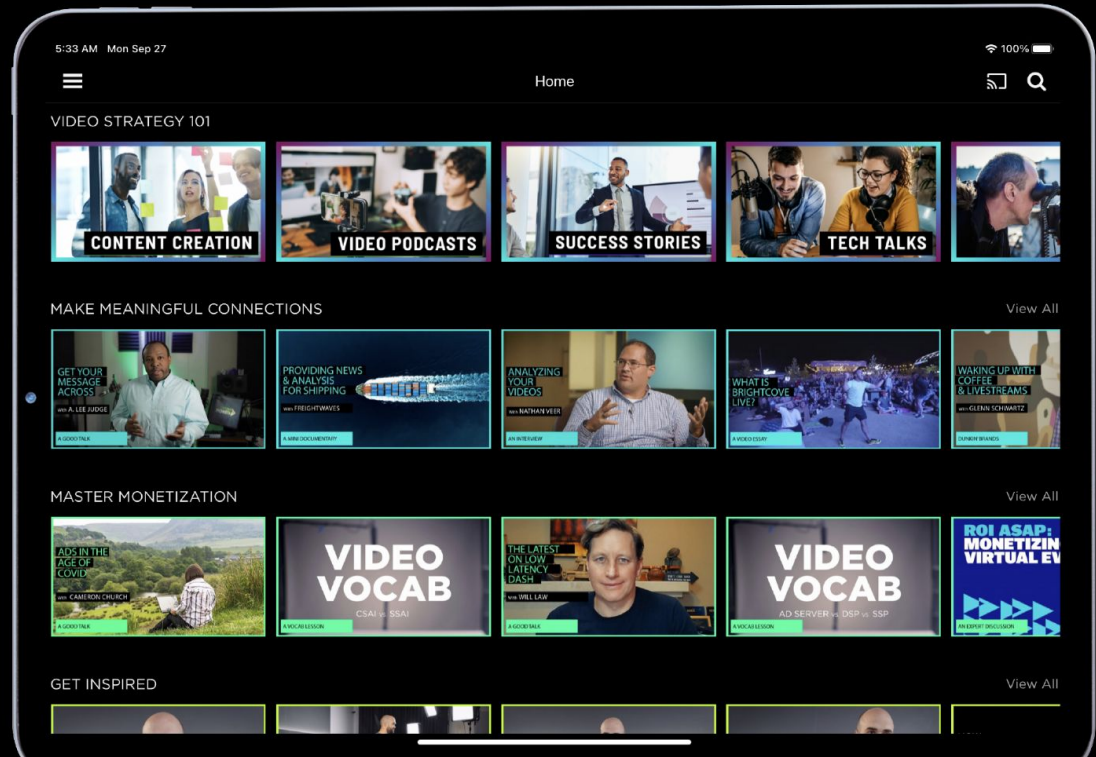 5:33 AM Mon Sep 27
100%
Home
VIDEO STRATEGY 101
CONTENT CREATION
VIDEO PODCASTS
SUCCESS STORIES
TECH TALKS
MAKE MEANINGFUL CONNECTIONS
View All
GET YOUR
MESSAGE
ACROSS
WITH A. LEE JUDGE
A GOOD TALK
PROVIDING NEWS
& ANALYSIS
FOR SHIPPING
WITH FREIGHTWAVES
A MINI DOCUMENTARY
ANALYZING
YOUR
VIDEOS
WITH NATHAN VEER
AN INTERVIEW
WHAT IS
BRIGHTCOVE
LIVE?
A VIDEO ESSAY
WAKING UP WITH
COFFEE
& LIVESTREAMS
WITH GLENN SCHWARTZ
DUNKIN' BRANDS
MASTER MONETIZATION
View All
ADS IN THE
AGE OF
COVID
WITH CAMERON CHURCH
A GOOD TALK
VIDEO
VOCAB
CSAI vs SSAI
A VOCAB LESSON
THE LATEST
ON LOW
LATENCY
DASH
WITH WILL LAW
A GOOD TALK
VIDEO
VOCAB
AD SERVER vs DSP vs SSP
A VOCAB LESSON
ROI ASAP:
MONETIZIN
VIRTUAL EV
AN EXPERT DISCUSSION
GET INSPIRED
View All